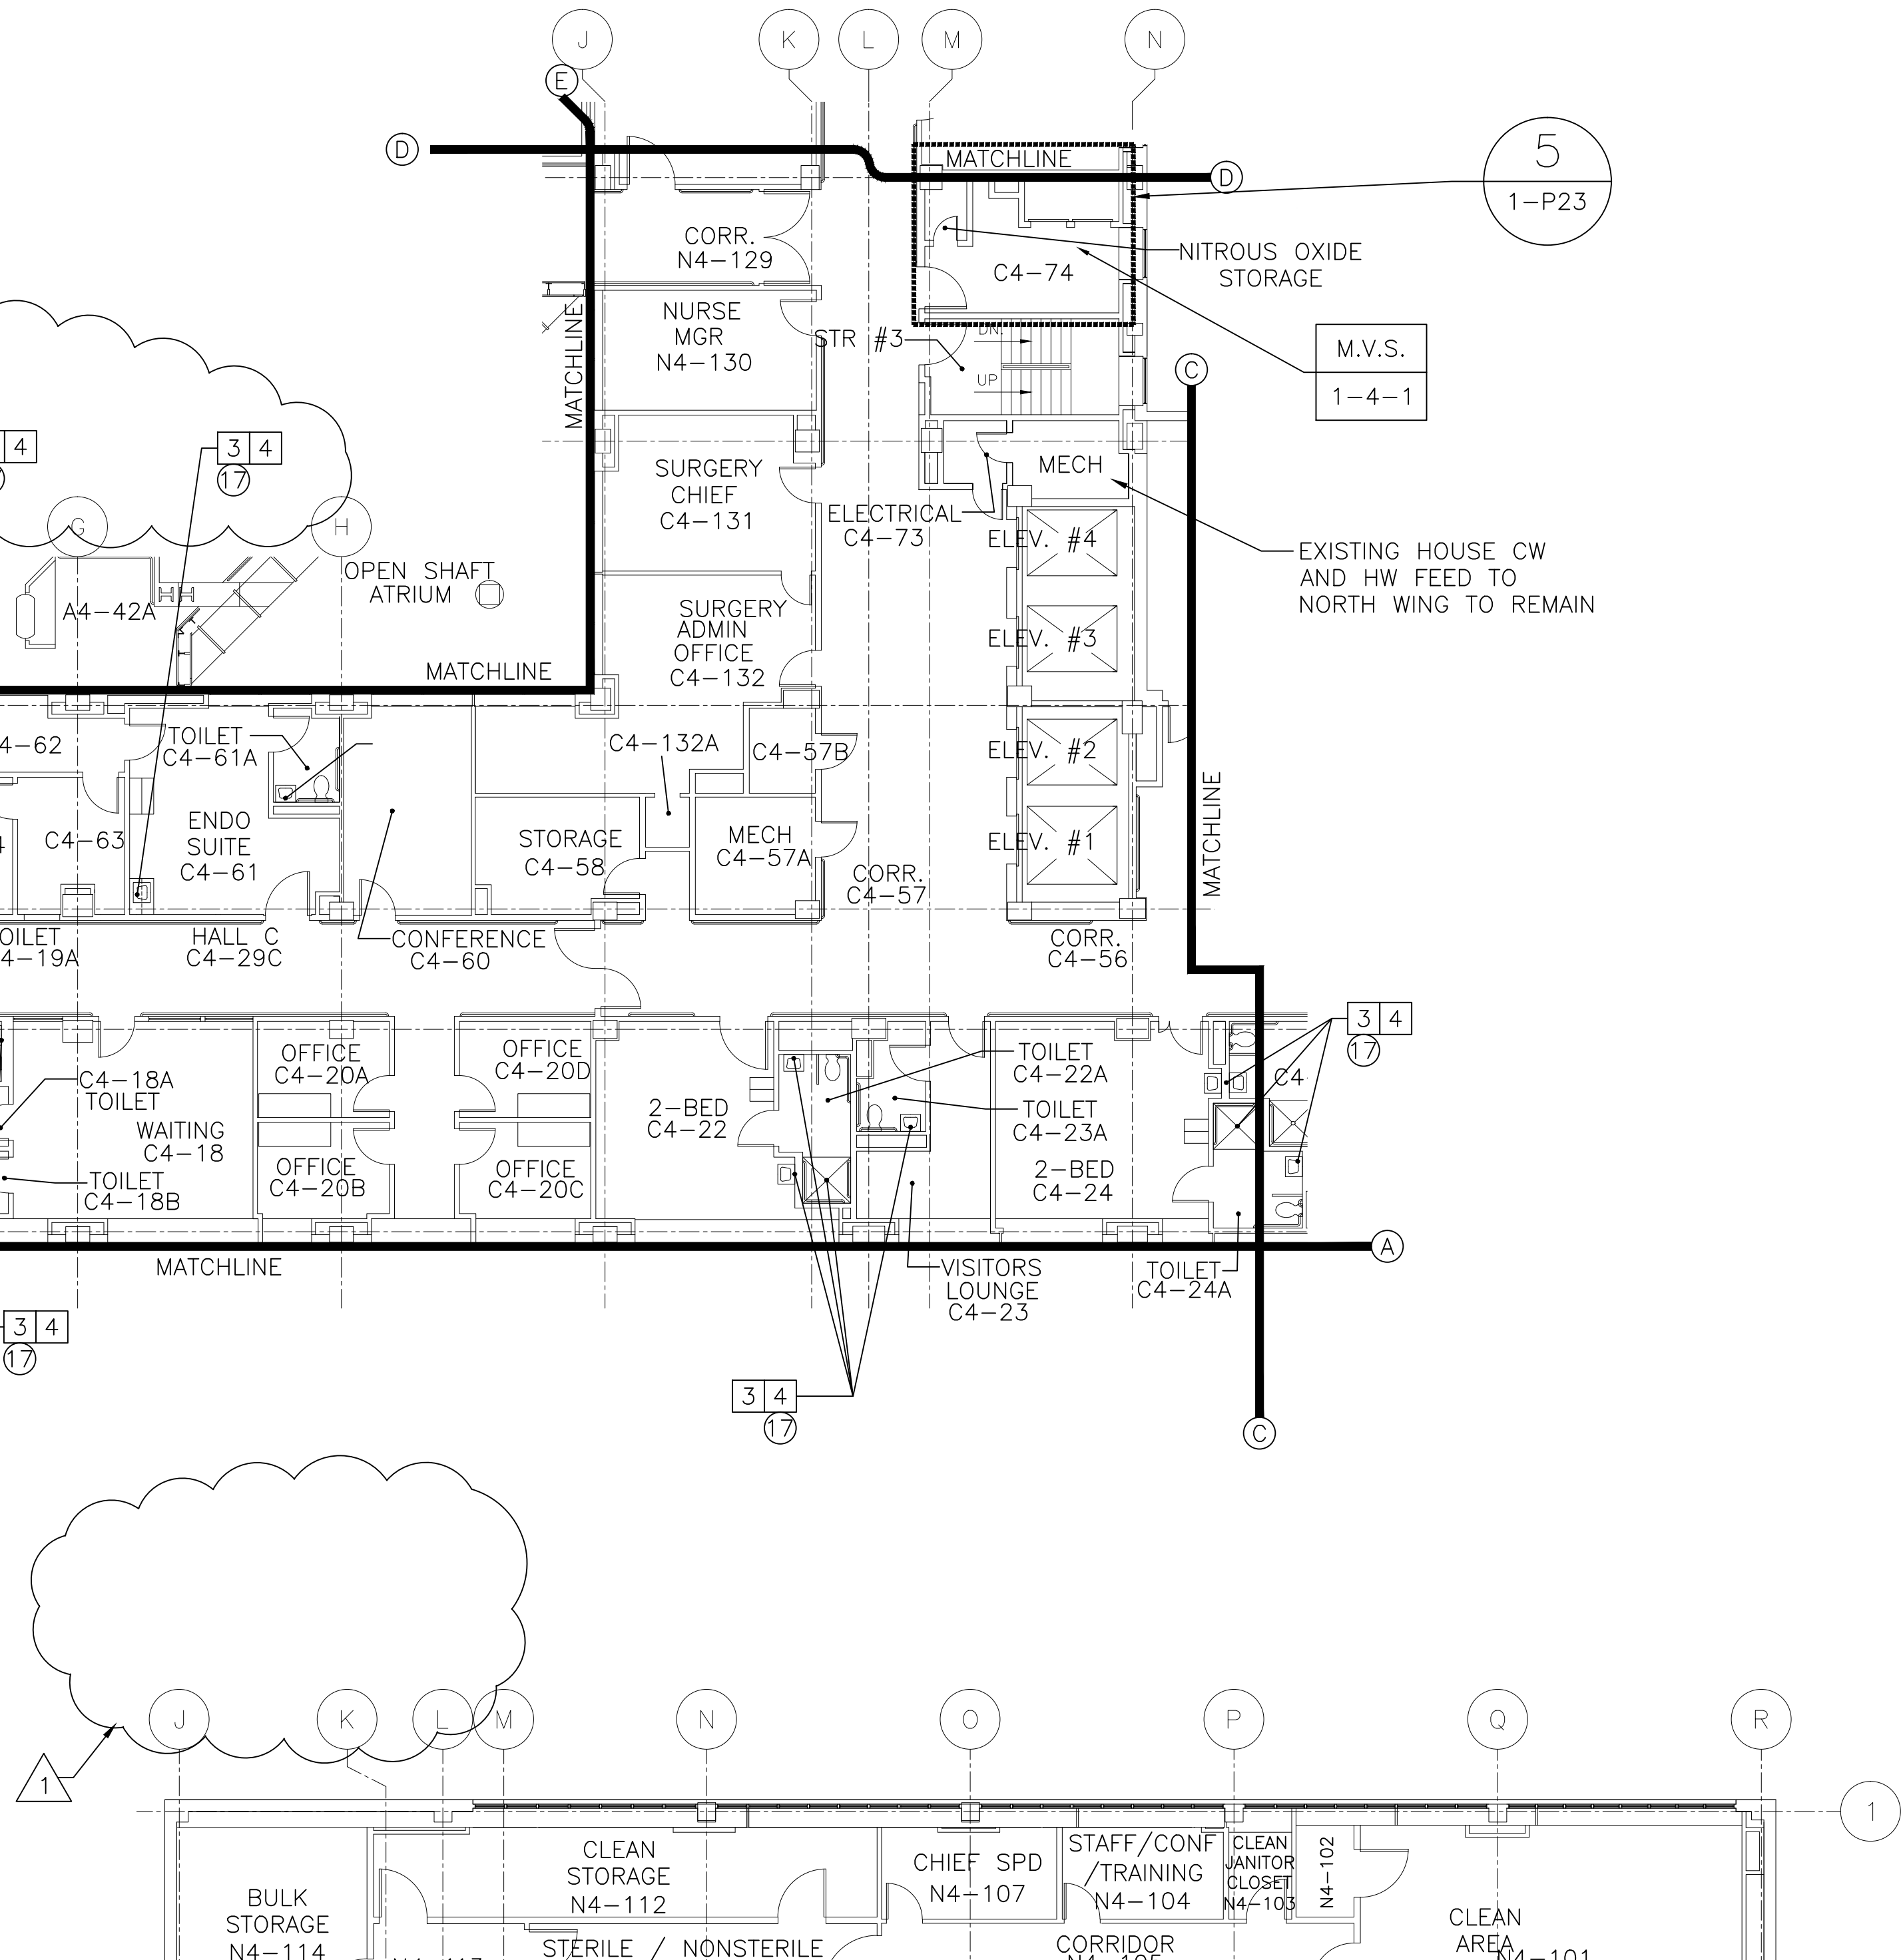 J
K
L
M
N
E
D
MATCHLINE
D
5
1-P23
CORR.
N4-129
NITROUS OXIDE
STORAGE
C4-74
NURSE
MGR
N4-130
MATCHLINE
STR #3
DN.
UP
M.V.S.
1-4-1
C
3 4
17
4
SURGERY
CHIEF
C4-131
MECH
ELECTRICAL
C4-73
ELEV. #4
EXISTING HOUSE CW
AND HW FEED TO
NORTH WING TO REMAIN
G
H
OPEN SHAFT
ATRIUM
A4-42A
SURGERY
ADMIN
OFFICE
C4-132
ELEV. #3
MATCHLINE
TOILET
C4-61A
4-62
C4-132A
C4-57B
ELEV. #2
MATCHLINE
ENDO
SUITE
C4-61
C4-63
STORAGE
C4-58
MECH
C4-57A
ELEV. #1
CORR.
C4-57
OILET
4-19A
HALL C
C4-29C
CONFERENCE
C4-60
CORR.
C4-56
3 4
17
OFFICE
C4-20A
OFFICE
C4-20D
TOILET
C4-22A
C4-
C4-18A
TOILET
WAITING
C4-18
2-BED
C4-22
TOILET
C4-23A
TOILET
C4-18B
OFFICE
C4-20B
OFFICE
C4-20C
2-BED
C4-24
A
MATCHLINE
VISITORS
LOUNGE
C4-23
TOILET
C4-24A
3 4
17
3 4
17
C
J
K
L
M
N
O
P
Q
R
1
1
CLEAN
STORAGE
N4-112
CHIEF SPD
N4-107
STAFF/CONF
/TRAINING
N4-104
CLEAN
JANITOR
CLOSET
N4-103
N4-102
BULK
STORAGE
N4-114
STERILE / NONSTERILE
CORRIDOR
CLEAN
AREA